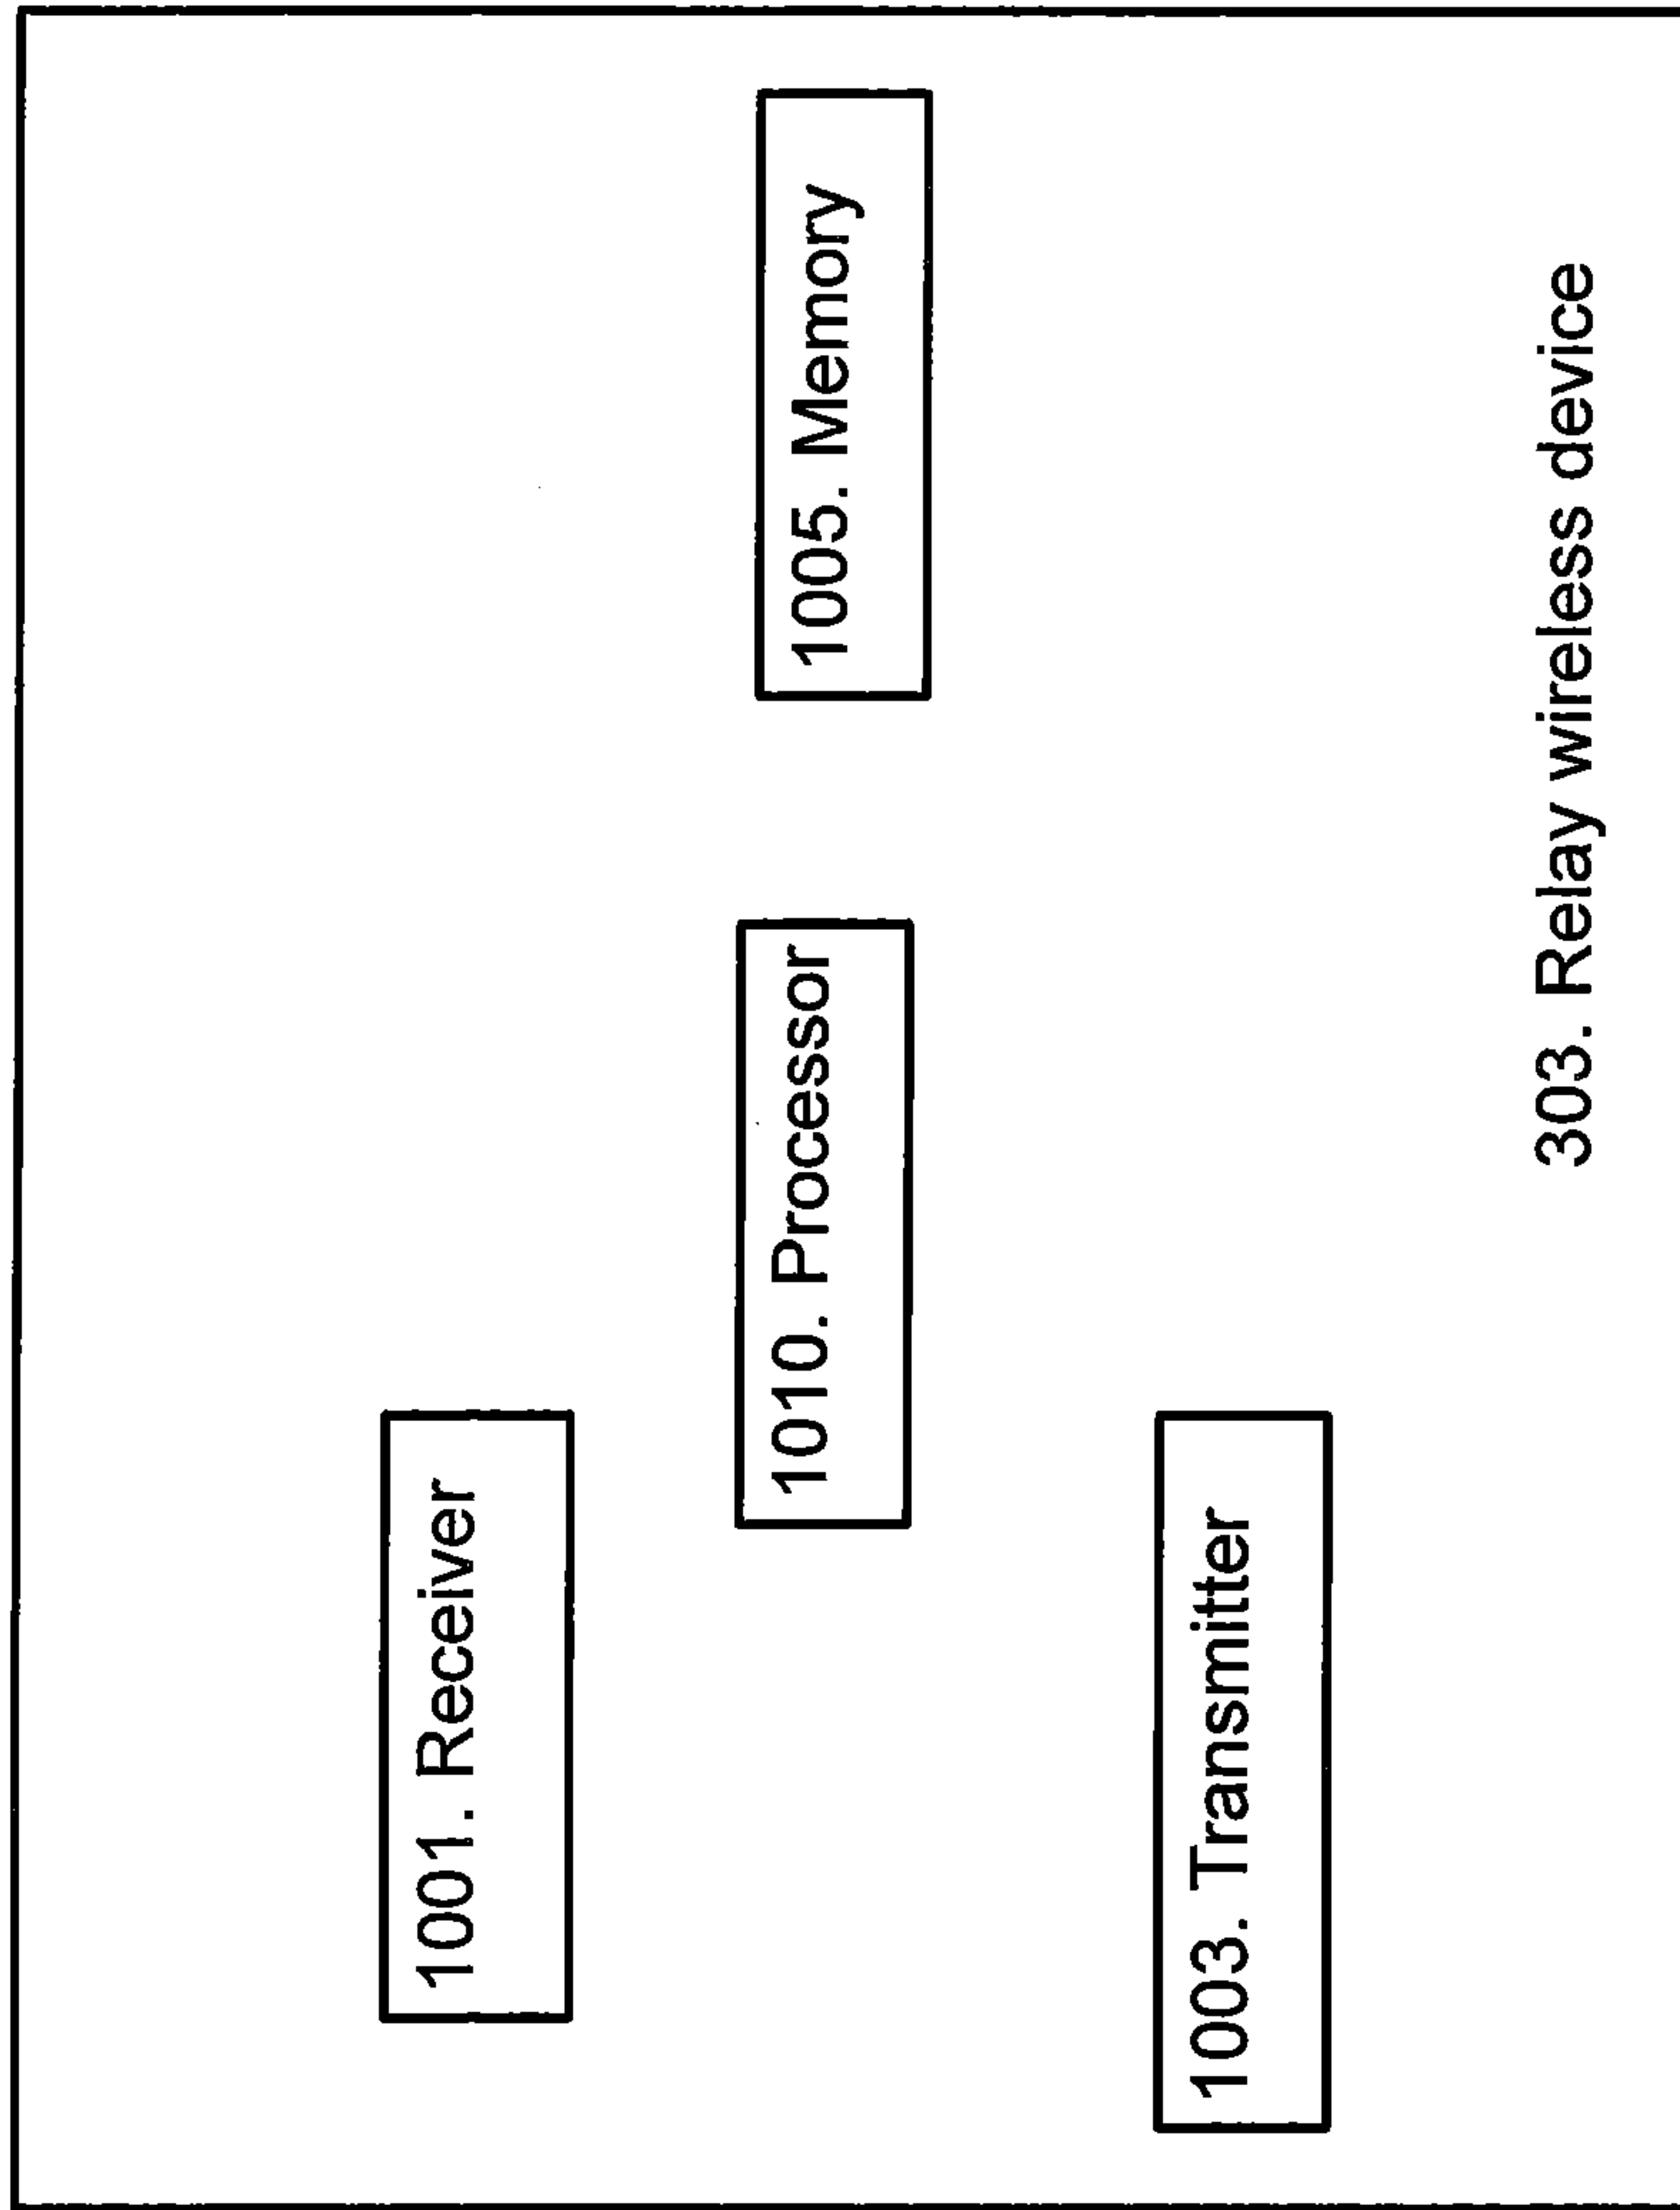 1001. Receiver
1010. Processor
1005. Memory
1003. Transmitter
303. Relay wireless device